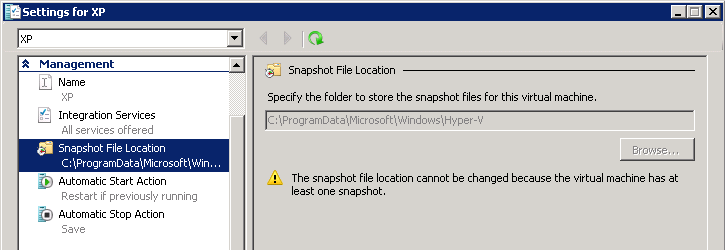 Settings for XP
XP
Management
Name
XP
Integration Services
All services offered
Snapshot File Location
C:\ProgramData\Microsoft\Win...
Automatic Start Action
Restart if previously running
Automatic Stop Action
Save
Snapshot File Location
Specify the folder to store the snapshot files for this virtual machine.
C:\ProgramData\Microsoft\Windows\Hyper-V
Browse...
The snapshot file location cannot be changed because the virtual machine has at
least one snapshot.